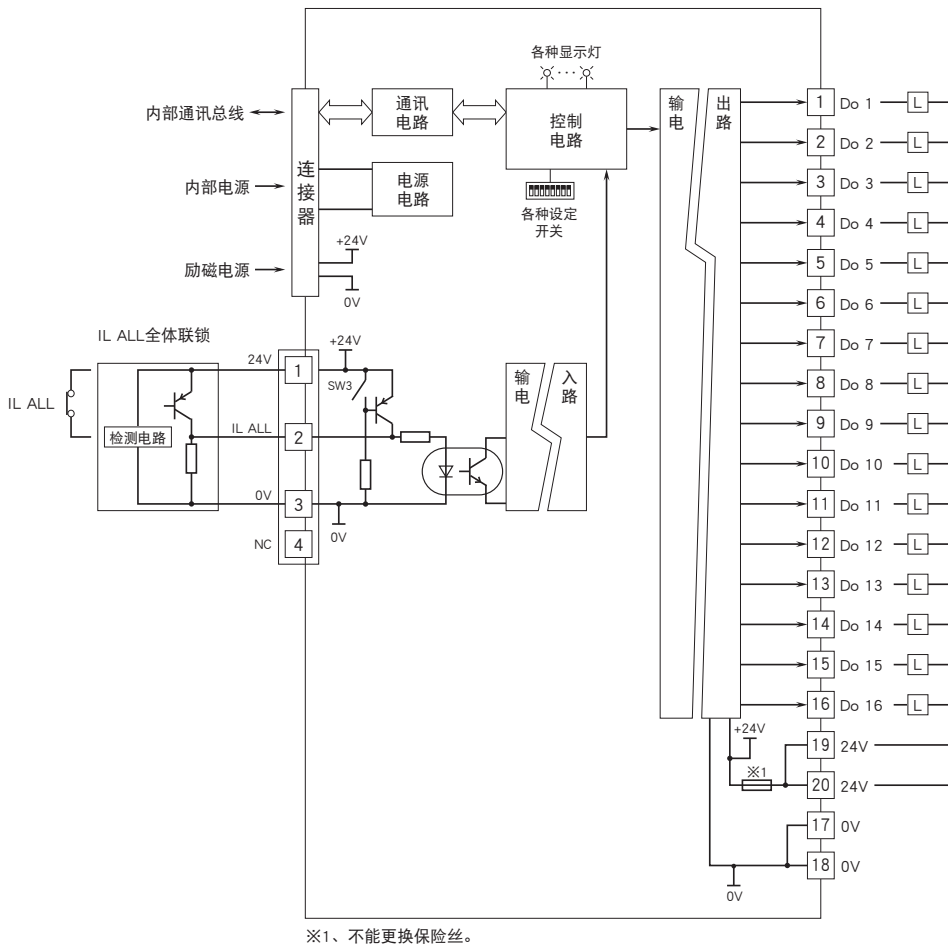 各种显示灯
内部通讯总线
通讯
电路
控制
电路
输出
电路
连
接
器
内部电源
电源
电路
各种设定
开关
励磁电源
+24V
0V
IL ALL全体联锁
24V
1
+24V
SW3
IL ALL
检测电路
IL ALL
2
0V
3
0V
NC
4
输入
电路
1 Do 1 L
2 Do 2 L
3 Do 3 L
4 Do 4 L
5 Do 5 L
6 Do 6 L
7 Do 7 L
8 Do 8 L
9 Do 9 L
10 Do 10 L
11 Do 11 L
12 Do 12 L
13 Do 13 L
14 Do 14 L
15 Do 15 L
16 Do 16 L
+24V
※1
19 24V
20 24V
17 0V
18 0V
0V
※1、不能更换保险丝。